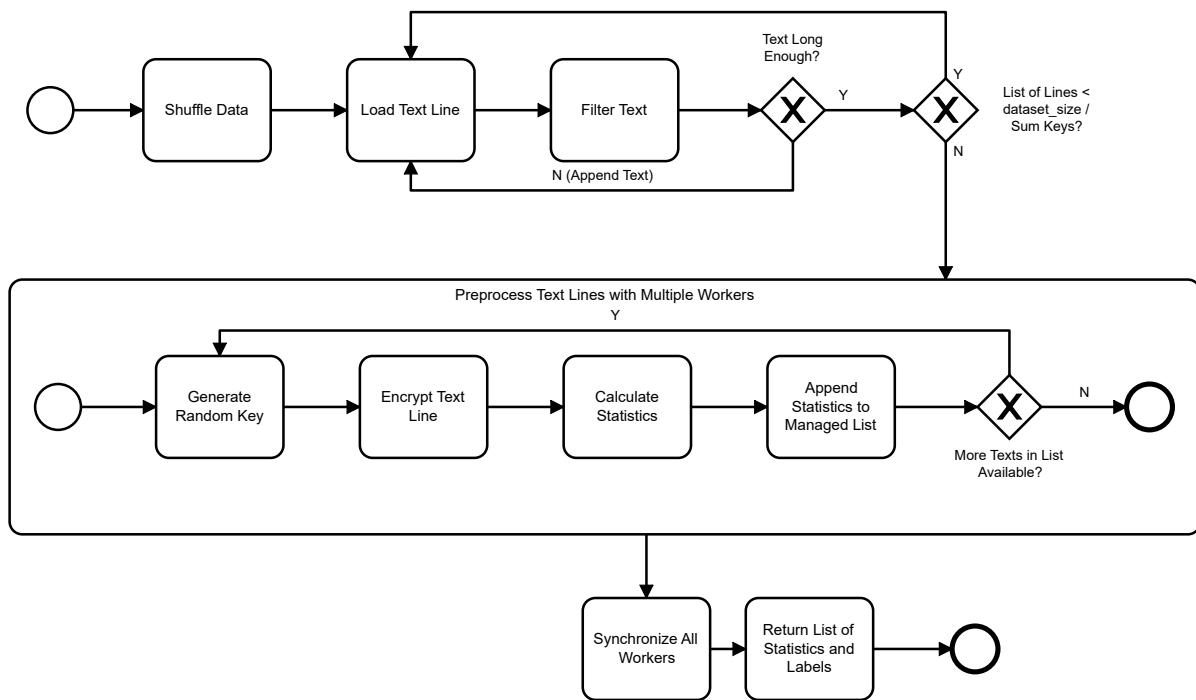 Text Long
Enough?
Shuffle Data
Load Text Line
Filter Text
Y
Y
List of Lines <
dataset_size /
Sum Keys?
N
N (Append Text)
Preprocess Text Lines with Multiple Workers
Y
Generate
Random Key
Encrypt Text
Line
Calculate
Statistics
Append
Statistics to
Managed List
N
More Texts in List
Available?
Synchronize All
Workers
Return List of
Statistics and
Labels